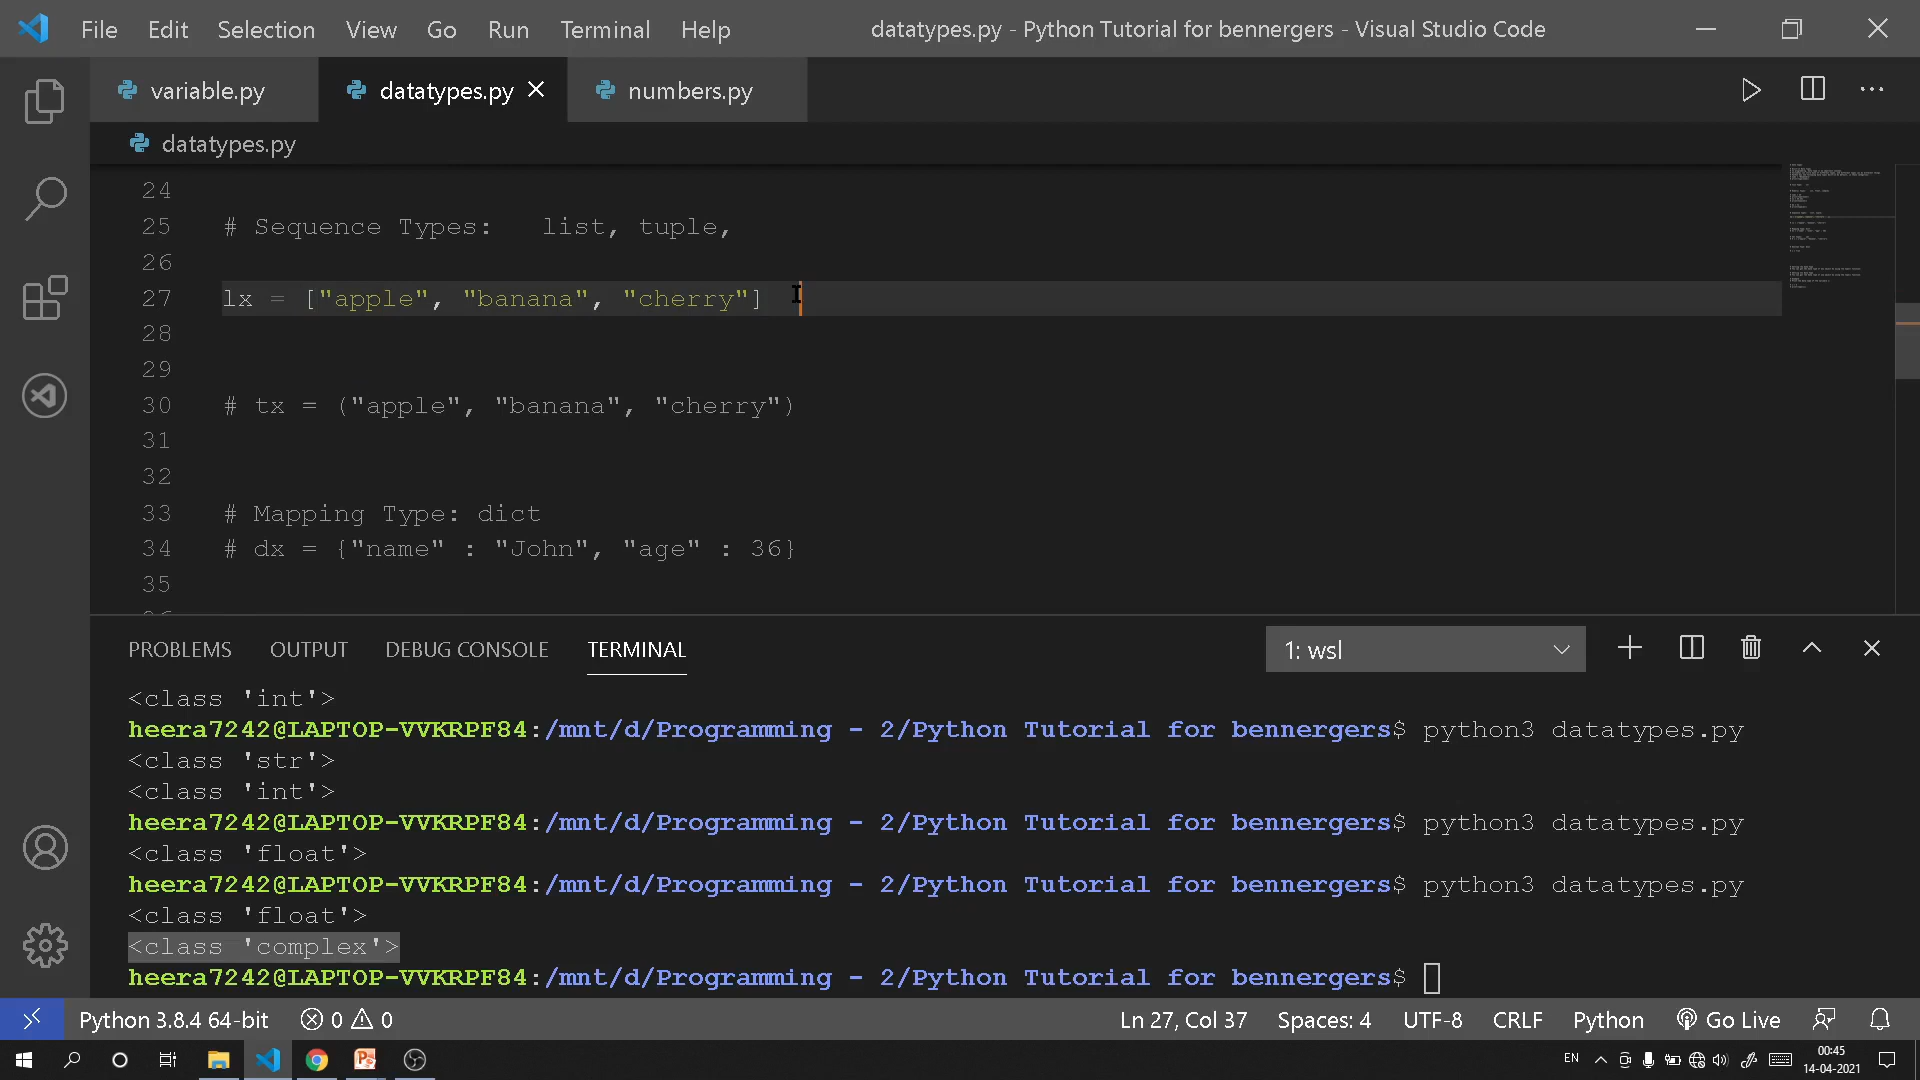 File Edit Selection View Go Run Terminal Help datatypes.py - Python Tutorial for bennergers - Visual Studio Code
variable.py datatypes.py numbers.py
datatypes.py
24
25 # Sequence Types:   list, tuple,
26
27 lx = ["apple", "banana", "cherry"]
28
29
30 # tx = ("apple", "banana", "cherry")
31
32
33 # Mapping Type: dict
34 # dx = {"name" : "John", "age" : 36}
35
PROBLEMS OUTPUT DEBUG CONSOLE TERMINAL 1: wsl
<class 'int'>
heera7242@LAPTOP-VVKRPF84:/mnt/d/Programming - 2/Python Tutorial for bennergers$ python3 datatypes.py
<class 'str'>
<class 'int'>
heera7242@LAPTOP-VVKRPF84:/mnt/d/Programming - 2/Python Tutorial for bennergers$ python3 datatypes.py
<class 'float'>
heera7242@LAPTOP-VVKRPF84:/mnt/d/Programming - 2/Python Tutorial for bennergers$ python3 datatypes.py
<class 'float'>
<class 'complex'>
heera7242@LAPTOP-VVKRPF84:/mnt/d/Programming - 2/Python Tutorial for bennergers$
Python 3.8.4 64-bit 0 0 Ln 27, Col 37 Spaces: 4 UTF-8 CRLF Python Go Live
EN 00:45
14-04-2021